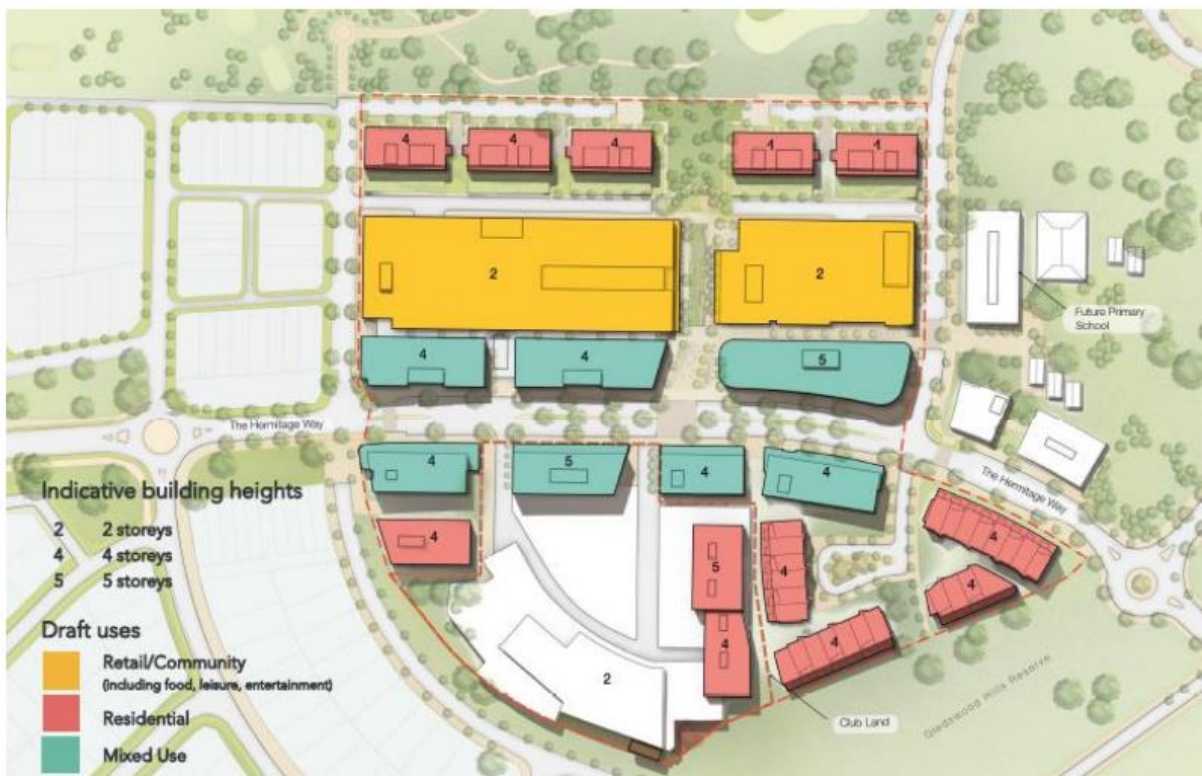 4 4 4 4 4
2 2
4 4 5
The Hermitage Way
4 5 4 4
Future Primary
School
The Hermitage Way
4 5 4 4 4
4 4
2
Club Land
Gledswood Hills Reserve
Indicative building heights
2 2 storeys
4 4 storeys
5 5 storeys
Draft uses
Retail/Community
(including food, leisure, entertainment)
Residential
Mixed Use